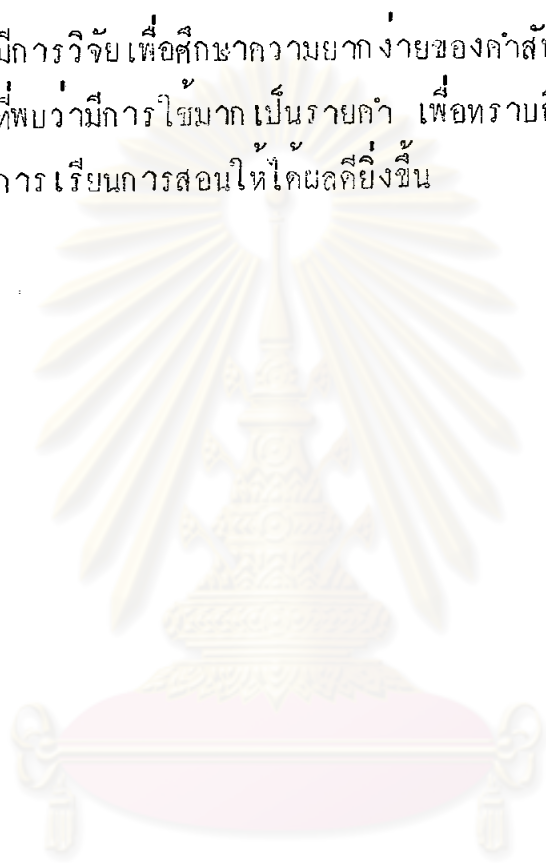 มีการวิจัยเพื่อศึกษาความยากง่ายของคำสั
ที่พบว่ามีการใช้มากเป็นรายคำ เพื่อทราบ
การเรียนการสอนให้ได้ผลดียิ่งขึ้น